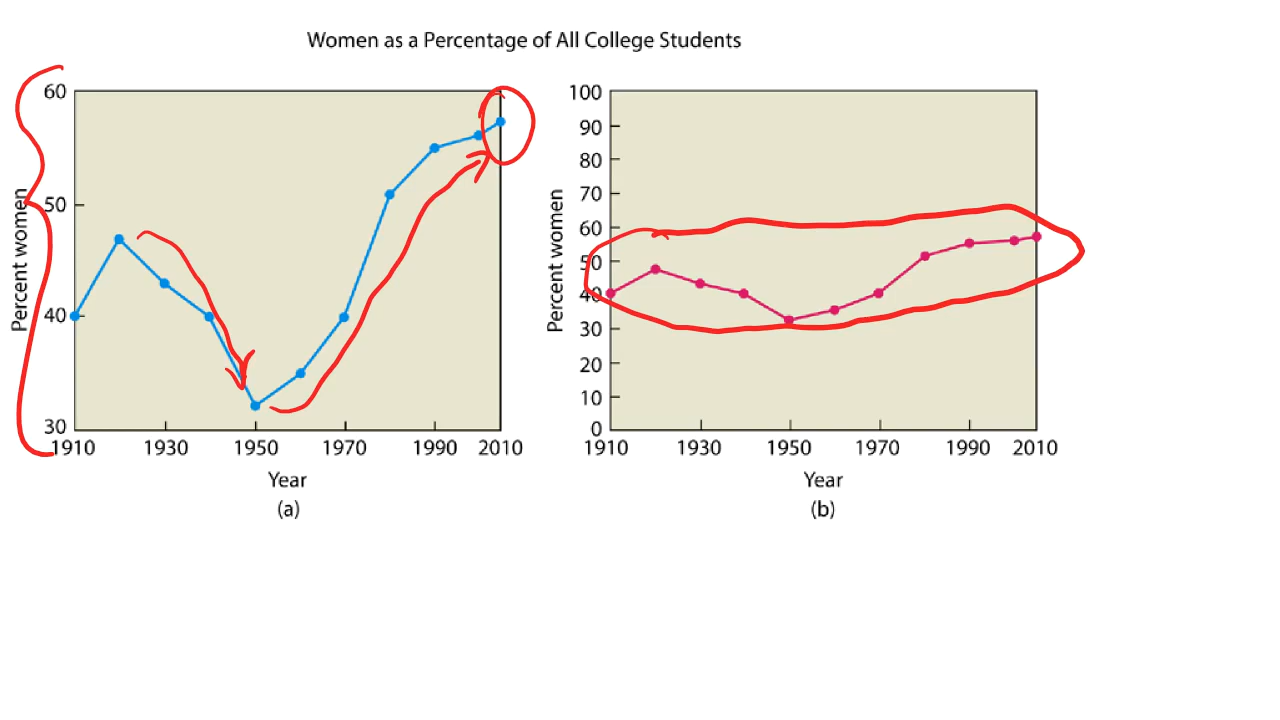 Women as a Percentage of All College Students
60
50
40
30
Percent women
1910 1930 1950 1970 1990 2010
Year
(a)
100
90
80
70
60
50
40
30
20
10
0
Percent women
1910 1930 1950 1970 1990 2010
Year
(b)